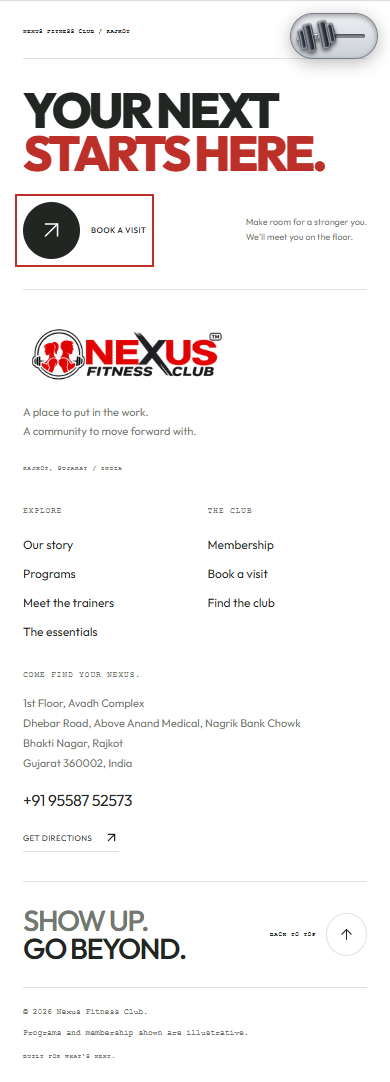 NEXUS FITNESS CLUB / RAJKOT
YOUR NEXT
STARTS HERE.
BOOK A VISIT
Make room for a stronger you.
We'll meet you on the floor.
NEXUS TM
FITNESS CLUB
A place to put in the work.
A community to move forward with.
RAJKOT, GUJARAT / INDIA
EXPLORE
THE CLUB
Our story
Membership
Programs
Book a visit
Meet the trainers
Find the club
The essentials
COME FIND YOUR NEXUS.
1st Floor, Avadh Complex
Dhebar Road, Above Anand Medical, Nagrik Bank Chowk
Bhakti Nagar, Rajkot
Gujarat 360002, India
+91 95587 52573
GET DIRECTIONS
SHOW UP.
GO BEYOND.
BACK TO TOP
© 2026 Nexus Fitness Club.
Programs and membership shown are illustrative.
BUILT FOR WHAT'S NEXT.